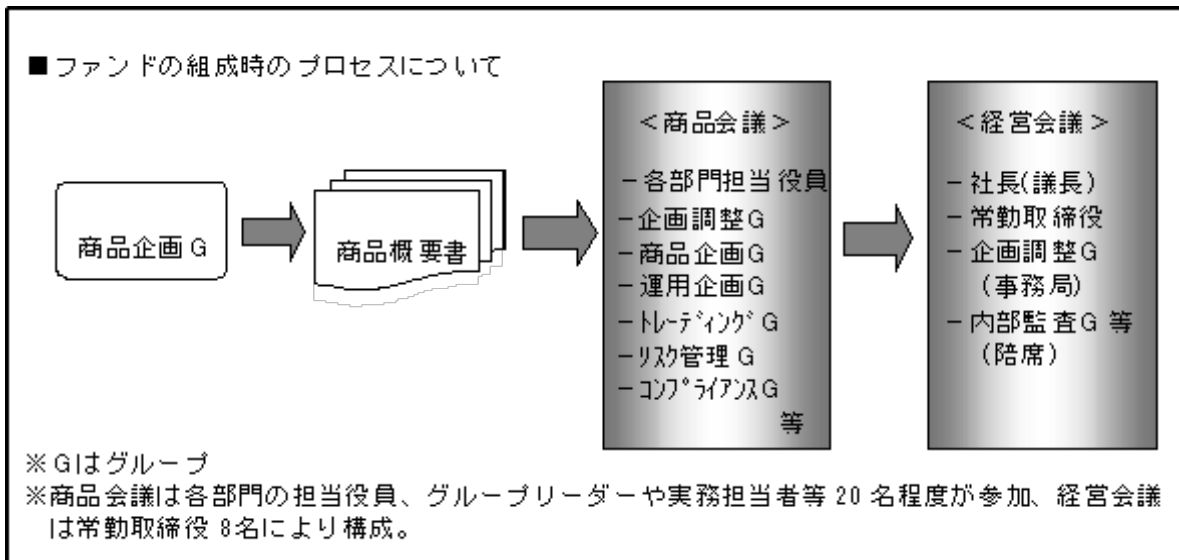 ■ファンドの組成時のプロセスについて
商品企画G
商品概要書
＜商品会議＞
－各部門担当役員
－企画調整G
－商品企画G
－運用企画G
－ﾄﾚｰﾃﾞｨﾝｸﾞG
－ﾘｽｸ管理G
－ｺﾝﾌﾟﾗｲｱﾝｽG
等
＜経営会議＞
－社長(議長)
－常勤取締役
－企画調整G
（事務局）
－内部監査G 等
（陪席）
※Gはグループ
※商品会議は各部門の担当役員、グループリーダーや実務担当者等 20 名程度が参加、経営会議
は常勤取締役 8名により構成。